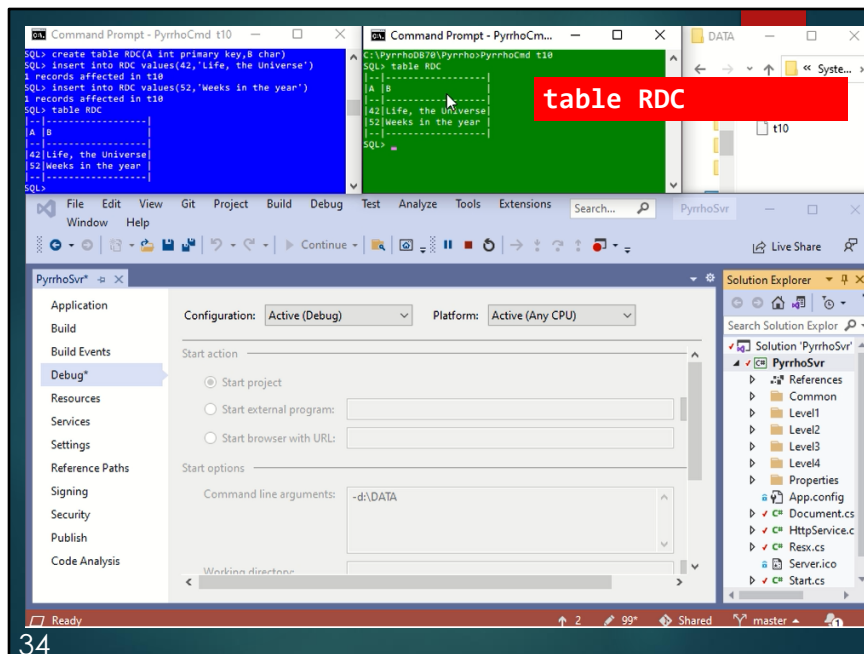 Command Prompt - PyrrhoCmd t10
SQL> create table RDC(A int primary key,B char)
SQL> insert into RDC values(42,'Life, the Universe')
1 records affected in t10
SQL> insert into RDC values(52,'Weeks in the year')
1 records affected in t10
SQL> table RDC
|--|------------------|
|A |B                 |
|--|------------------|
|42|Life, the Universe|
|52|Weeks in the year |
|--|------------------|
SQL>
Command Prompt - PyrrhoCm...
C:\PyrrhoDB70\Pyrrho>PyrrhoCmd t10
SQL> table RDC
|--|------------------|
|A |B                 |
|--|------------------|
|42|Life, the Universe|
|52|Weeks in the year |
|--|------------------|
SQL>
DATA
« Syste...
t10
table RDC
File Edit View Git Project Build Debug Test Analyze Tools Extensions
Window Help
Search...
PyrrhoSvr
Continue
Live Share
PyrrhoSvr*
Application
Build
Build Events
Debug*
Resources
Services
Settings
Reference Paths
Signing
Security
Publish
Code Analysis
Configuration: Active (Debug) Platform: Active (Any CPU)
Start action
Start project
Start external program:
Start browser with URL:
Start options
Command line arguments: -d:\DATA
Working directory:
Solution Explorer
Search Solution Explor
Solution 'PyrrhoSvr'
C# PyrrhoSvr
References
Common
Level1
Level2
Level3
Level4
Properties
App.config
C# Document.cs
C# HttpService.c
C# Resx.cs
Server.ico
C# Start.cs
Ready 2 99* Shared master 1
34